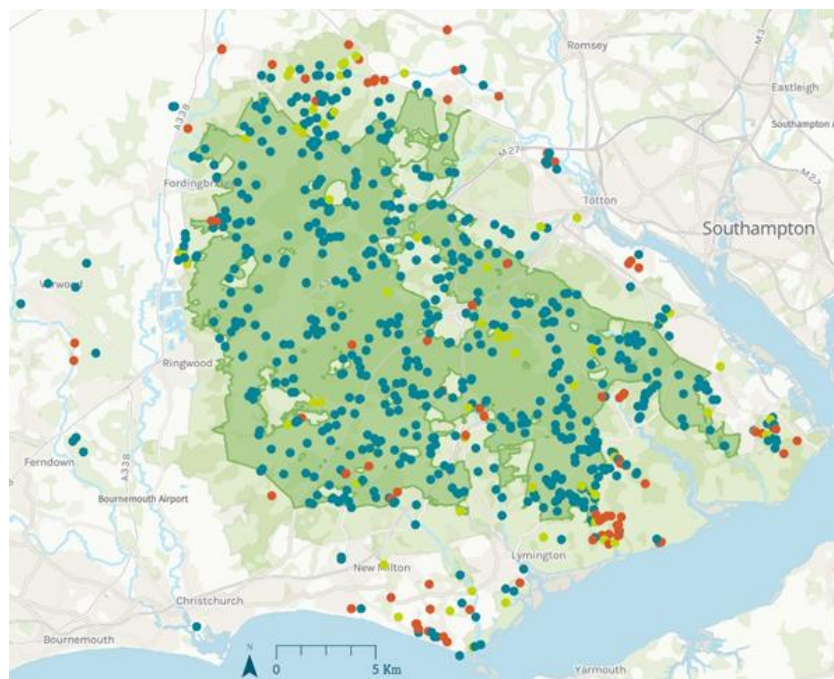 Romsey
M3
Eastleigh
A338
Southampton A
M27
M27
Fordingbr
Totton
Southampton
Verwood
Ringwood
Ferndown
A338
Bournemouth Airport
Lymington
New Milton
Christchurch
Bournemouth
N
0 5 Km
Yarmouth